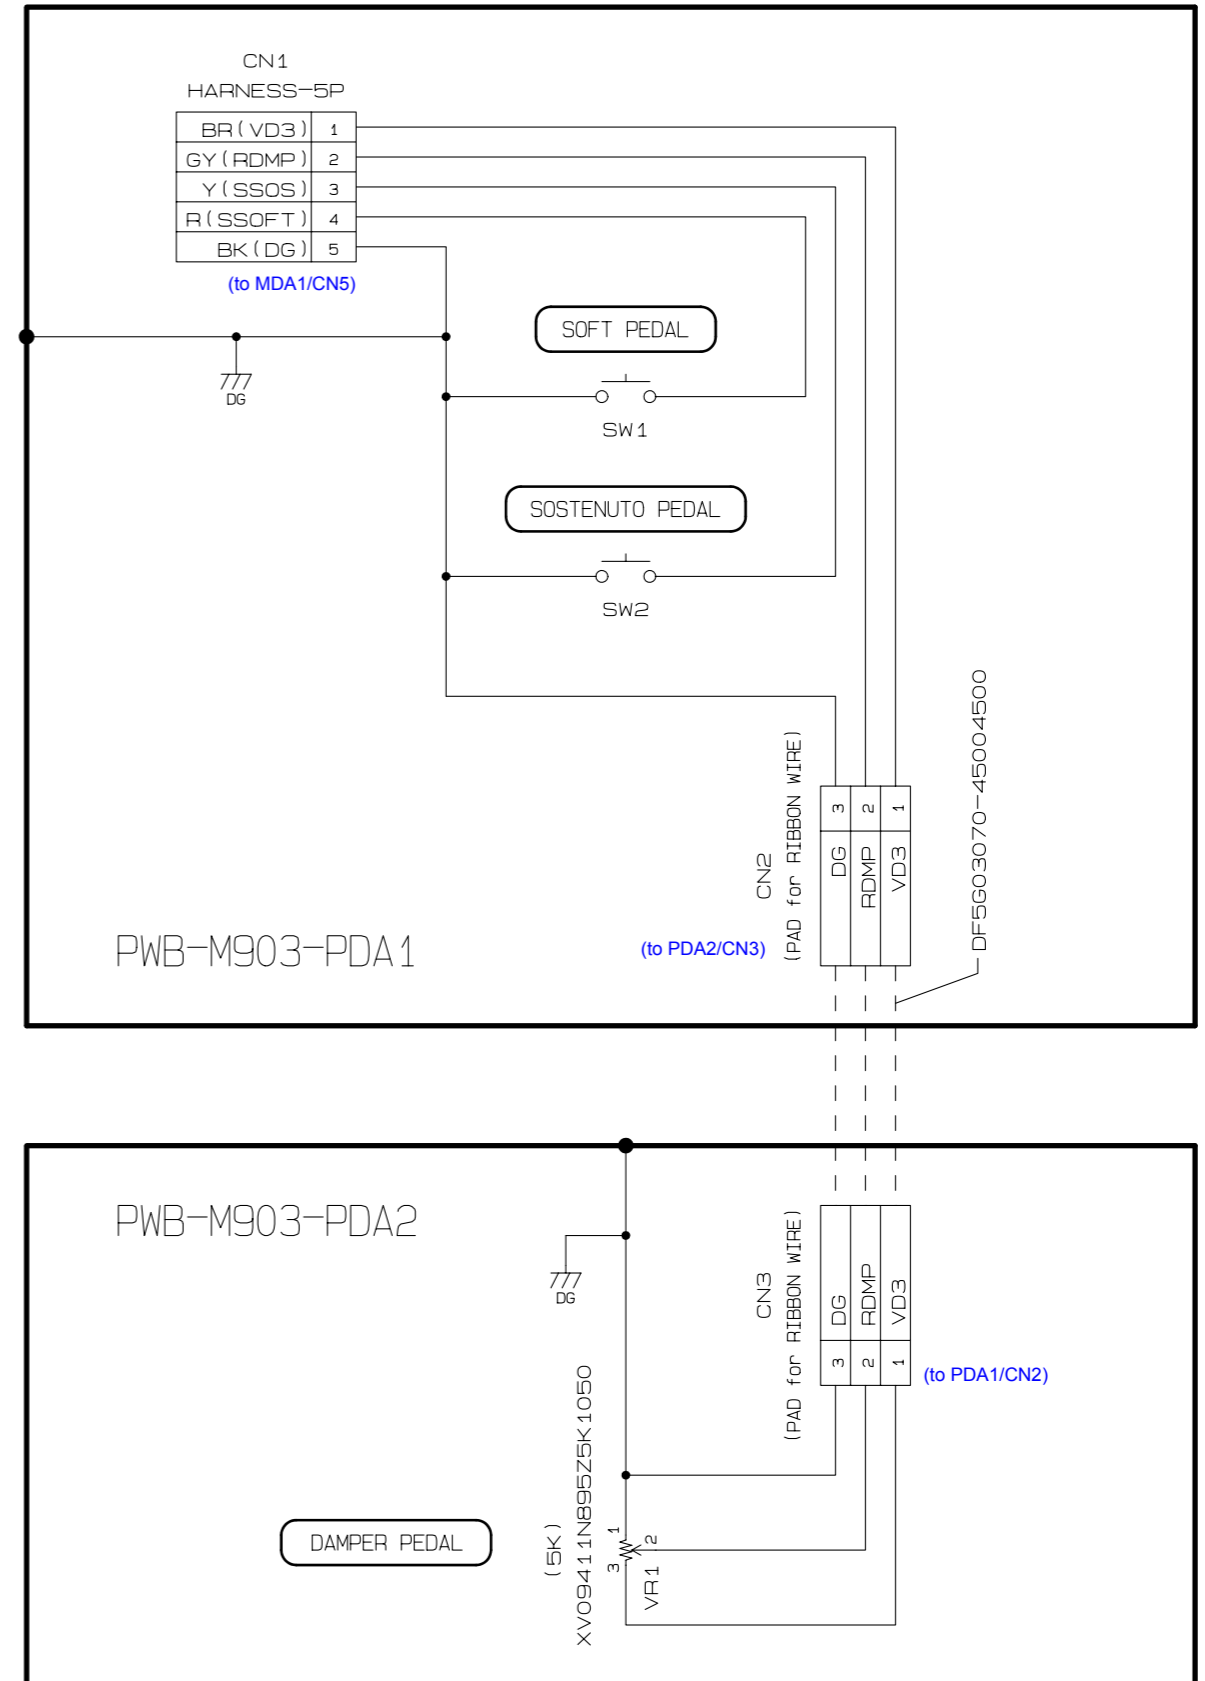 CN1
HARNESS-5P
BR(VD3) 1
GY(RDMP) 2
Y(SSOS) 3
R(SSOFT) 4
BK(DG) 5
(to MDA1/CN5)
SOFT PEDAL
DG
SW1
SOSTENUTO PEDAL
SW2
DF5G03070-45004500
CN2
(PAD for RIBBON WIRE)
3 2 1
DG RDMP VD3
PWB-M903-PDA1
(to PDA2/CN3)
PWB-M903-PDA2
DG
CN3
(PAD for RIBBON WIRE)
DG RDMP VD3
3 2 1
(to PDA1/CN2)
DAMPER PEDAL
(5K)
XV09411N895Z5K1050
1
2
3
VR1